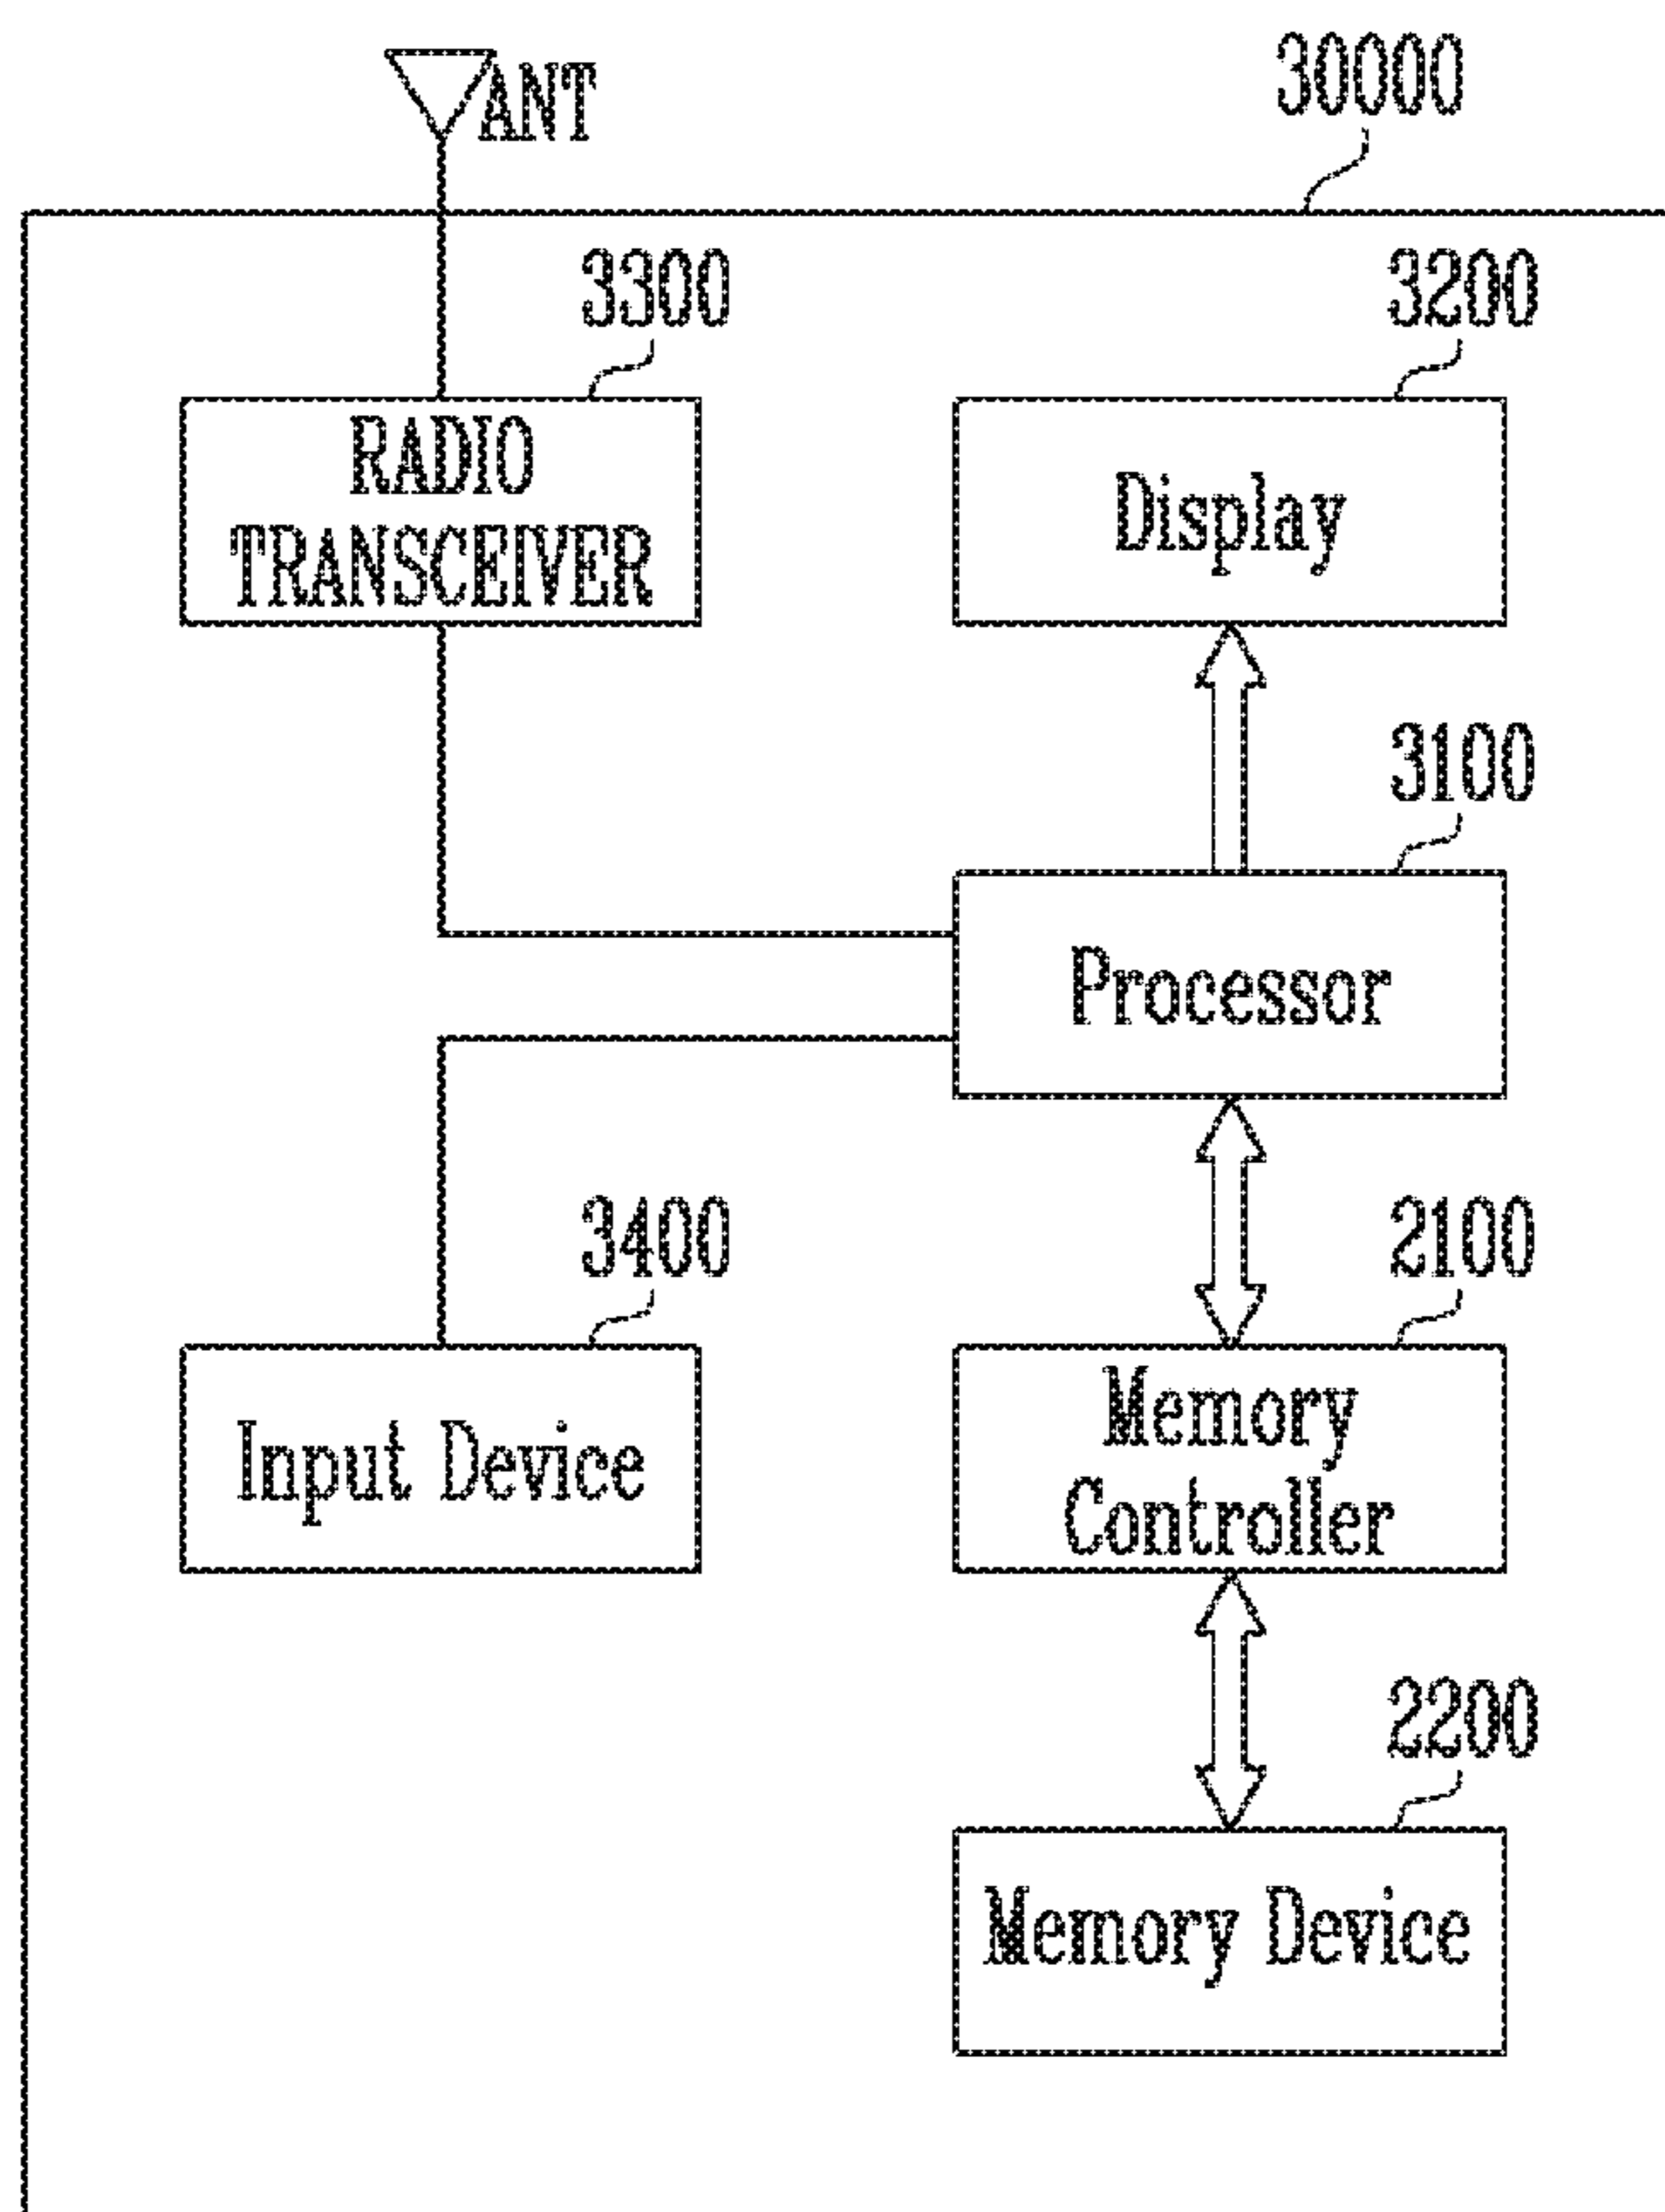 ANT
30000
3300
3200
RADIO
TRANSCEIVER
Display
3100
Processor
3400
2100
Input Device
Memory
Controller
2200
Memory Device